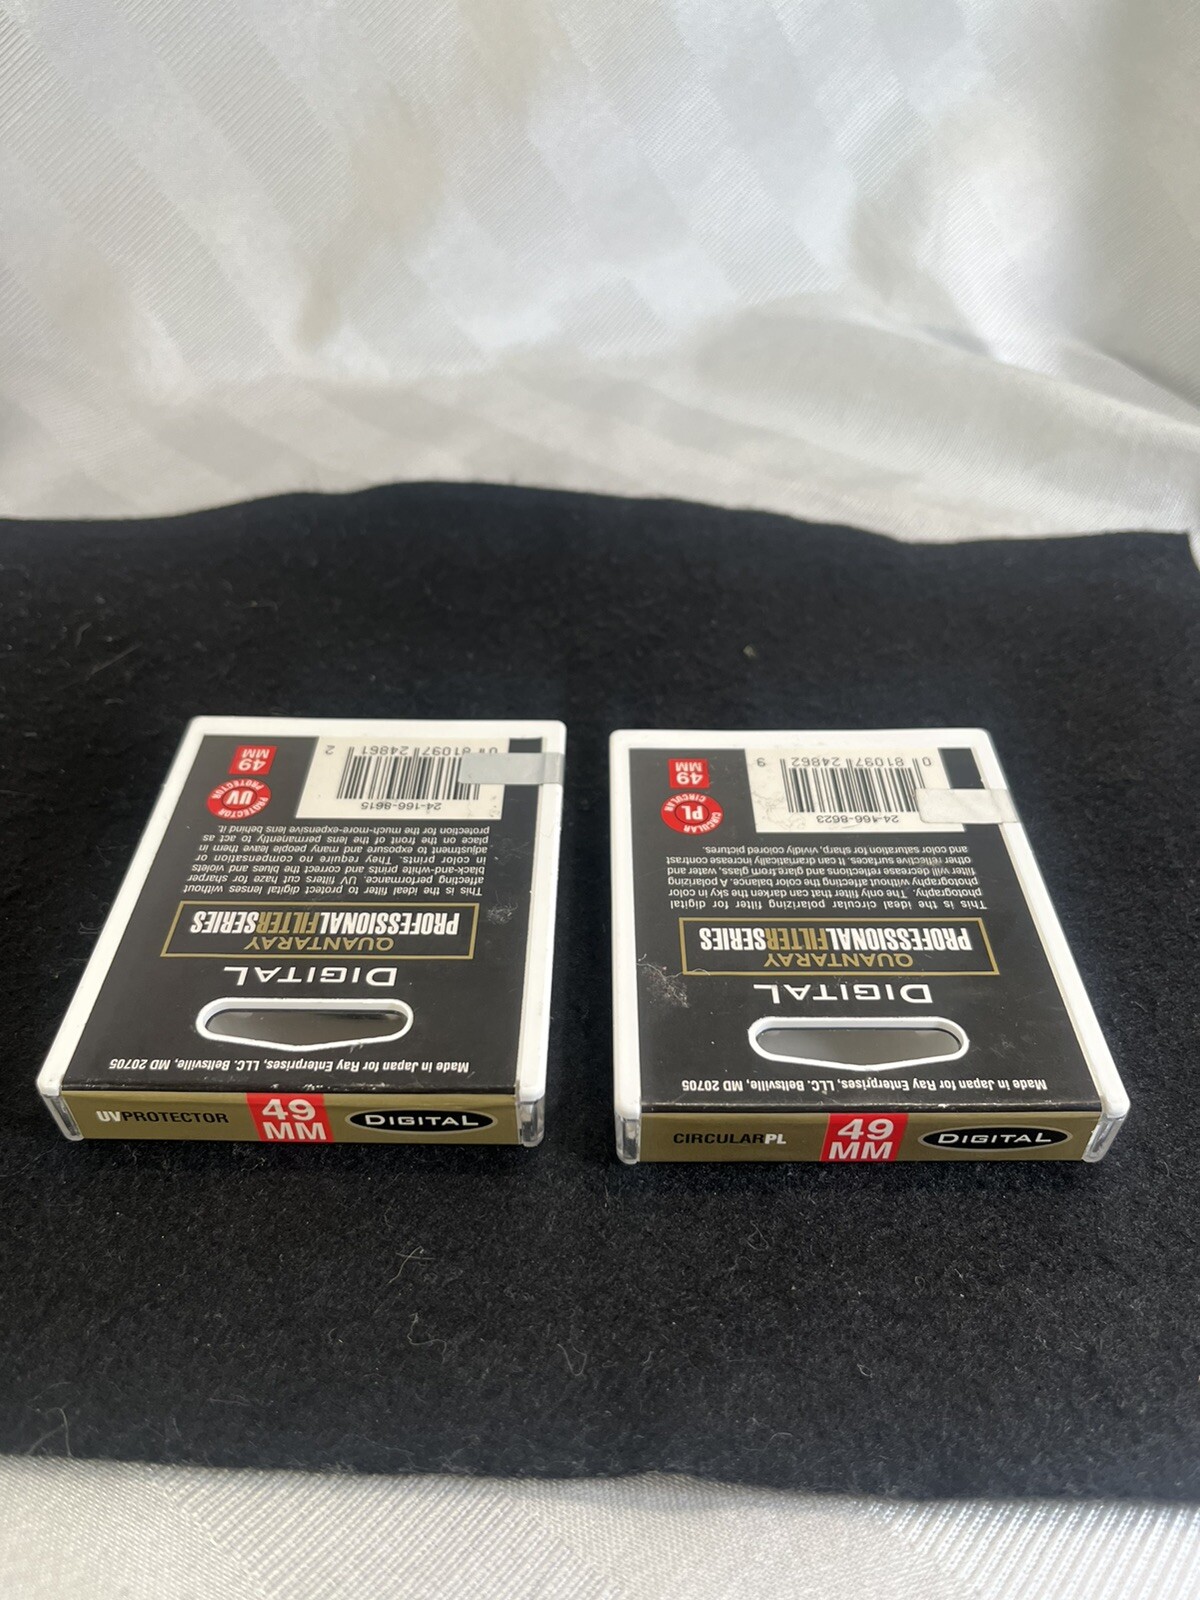 Made in Japan for Ray Enterprises, LLC. Beltsville, MD 20705
DIGITAL
QUANTARAY
PROFESSIONALFILTERSERIES
This is the ideal filter to protect digital lenses without
affecting performance. UV filters cut haze for sharper
black-and-white prints and correct the blues and violets
in color prints. They require no compensation or
adjustment to exposure and many people leave them in
place on the front of the lens permanently to act as
protection for the much-more-expensive lens behind it.
PROTECTOR
UV
PROTECTOR
49
MM
24-166-8615
0 81097 24861 2
UVPROTECTOR
49
MM
DIGITAL
Made in Japan for Ray Enterprises, LLC. Beltsville, MD 20705
DIGITAL
QUANTARAY
PROFESSIONALFILTERSERIES
This is the ideal circular polarizing filter for digital
photography. The only filter that can darken the sky in color
photography without affecting the color balance. A Polarizing
filter will decrease reflections and glare from glass, water and
other reflective surfaces. It can dramatically increase contrast
and color saturation for sharp, vividly colored pictures.
CIRCULAR
PL
CIRCULAR
49
MM
24-166-8623
0 81097 24862 9
CIRCULARPL
49
MM
DIGITAL